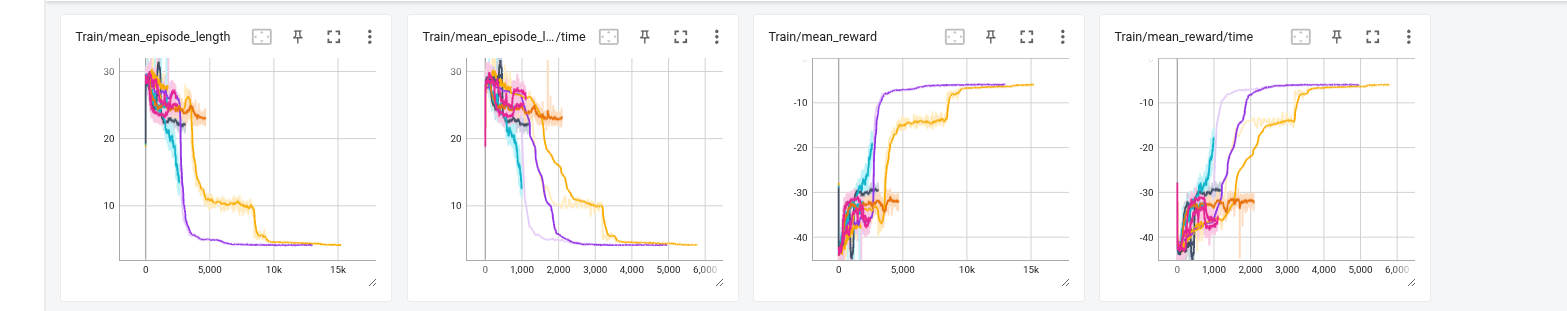 Train/mean_episode_length
30
20
10
0 5,000 10k 15k
Train/mean_episode_l…/time
30
20
10
0 1,000 2,000 3,000 4,000 5,000 6,000
Train/mean_reward
-10
-20
-30
-40
0 5,000 10k 15k
Train/mean_reward/time
-10
-20
-30
-40
0 1,000 2,000 3,000 4,000 5,000 6,000